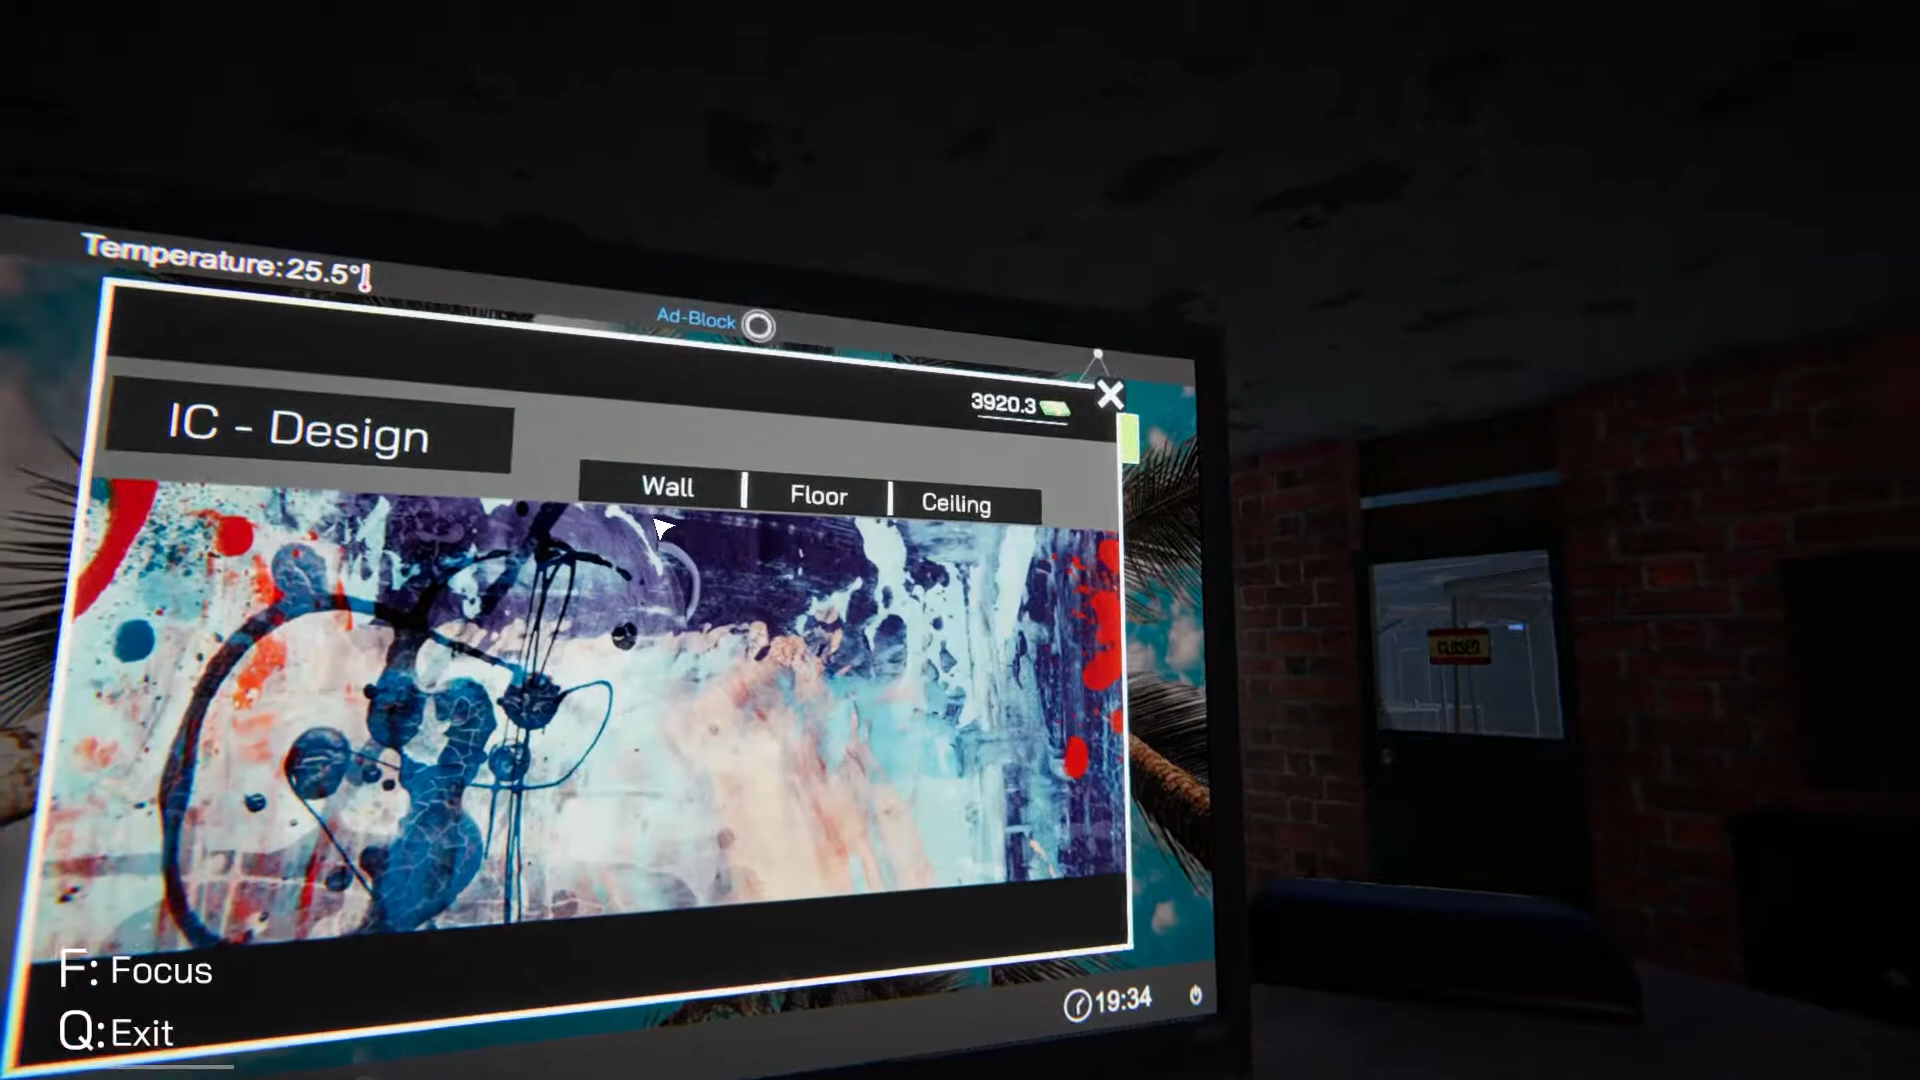 Temperature:25.5°
Ad-Block
3920.3
IC - Design
Wall
Floor
Ceiling
CLOSED
F: Focus
Q: Exit
19:34